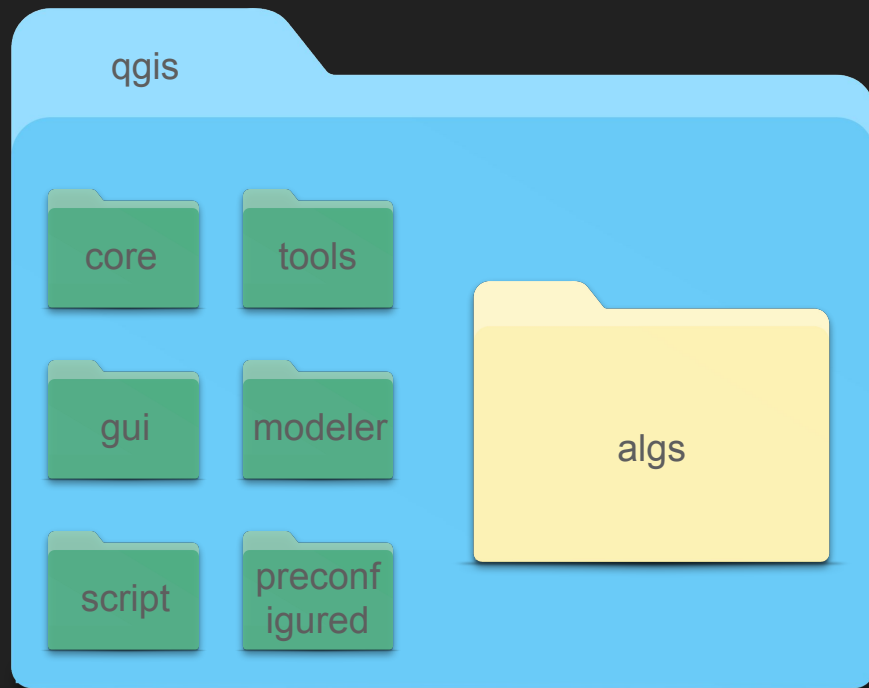 qgis
core
tools
gui
modeler
script
preconf
igured
algs